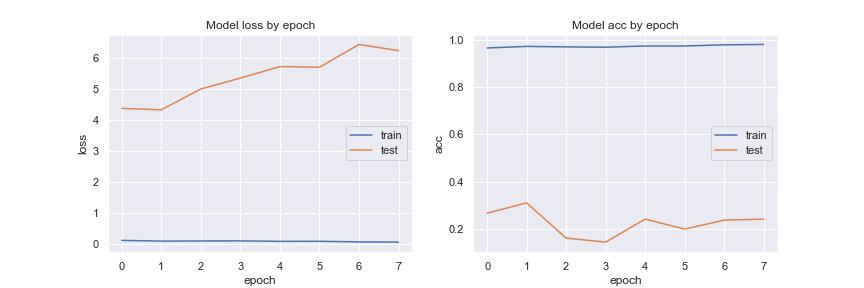 Model loss by epoch
6
5
4
3
2
1
0
loss
train
test
0 1 2 3 4 5 6 7
epoch
Model acc by epoch
1.0
0.8
0.6
0.4
0.2
acc
train
test
0 1 2 3 4 5 6 7
epoch